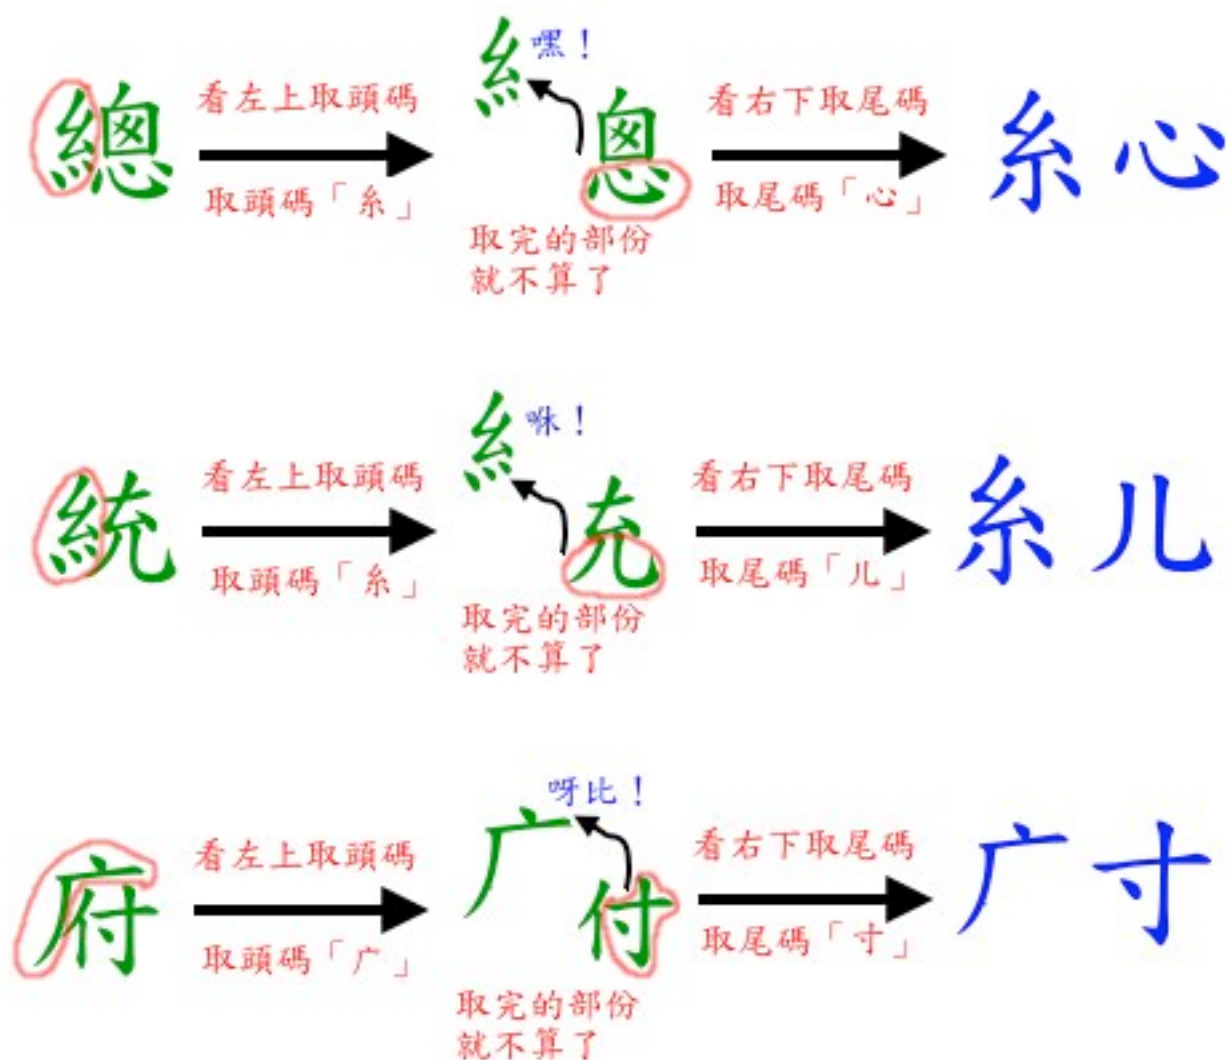 總
看左上取頭碼
取頭碼「糸」
糹
嘿！
悤
取完的部份
就不算了
看右下取尾碼
取尾碼「心」
糸心
統
看左上取頭碼
取頭碼「糸」
糹
咻！
充
取完的部份
就不算了
看右下取尾碼
取尾碼「儿」
糸儿
府
看左上取頭碼
取頭碼「广」
广
呀比！
付
取完的部份
就不算了
看右下取尾碼
取尾碼「寸」
广寸